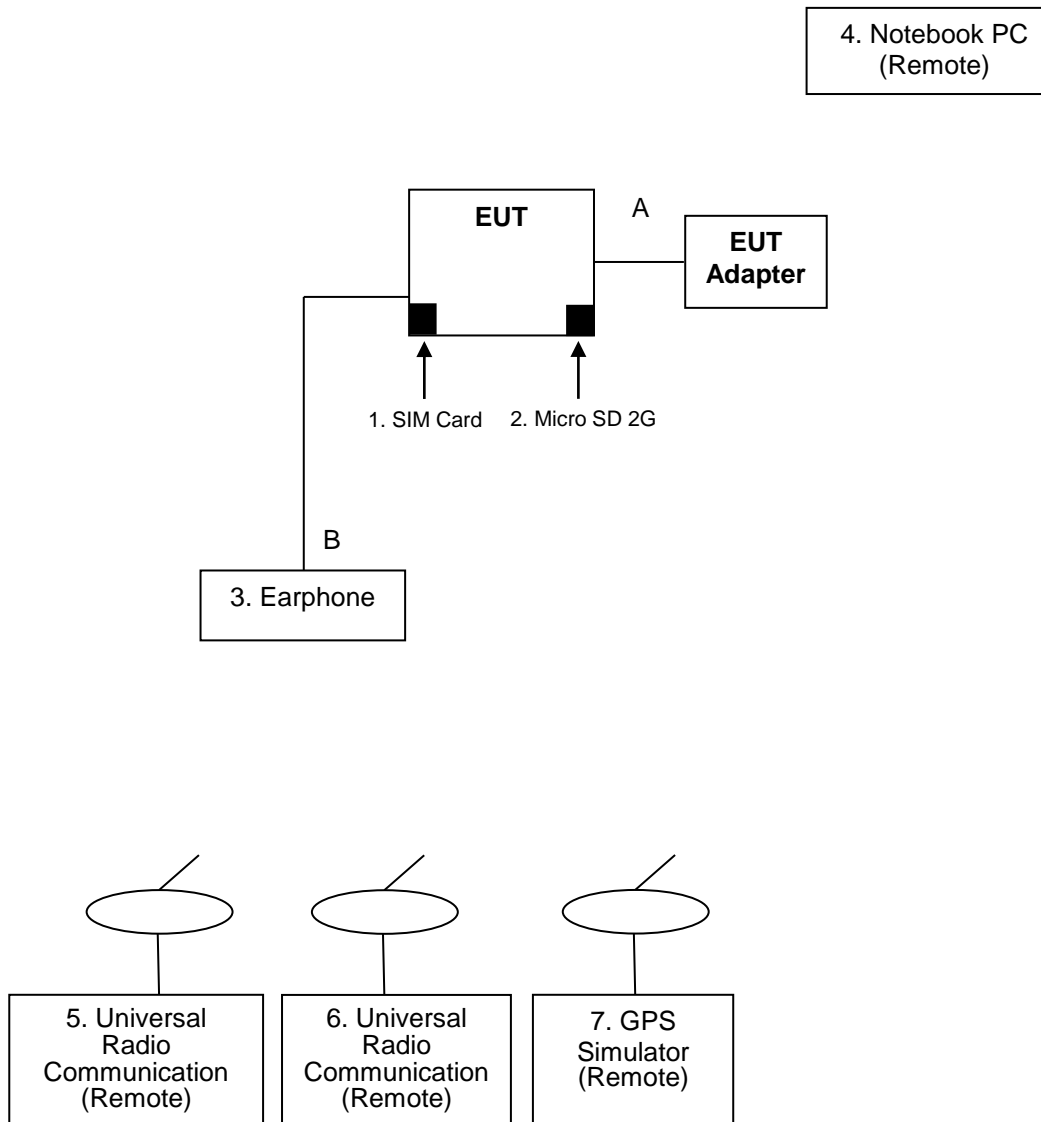 4. Notebook PC
(Remote)
EUT
A
EUT
Adapter
1. SIM Card
2. Micro SD 2G
B
3. Earphone
5. Universal
Radio
Communication
(Remote)
6. Universal
Radio
Communication
(Remote)
7. GPS
Simulator
(Remote)